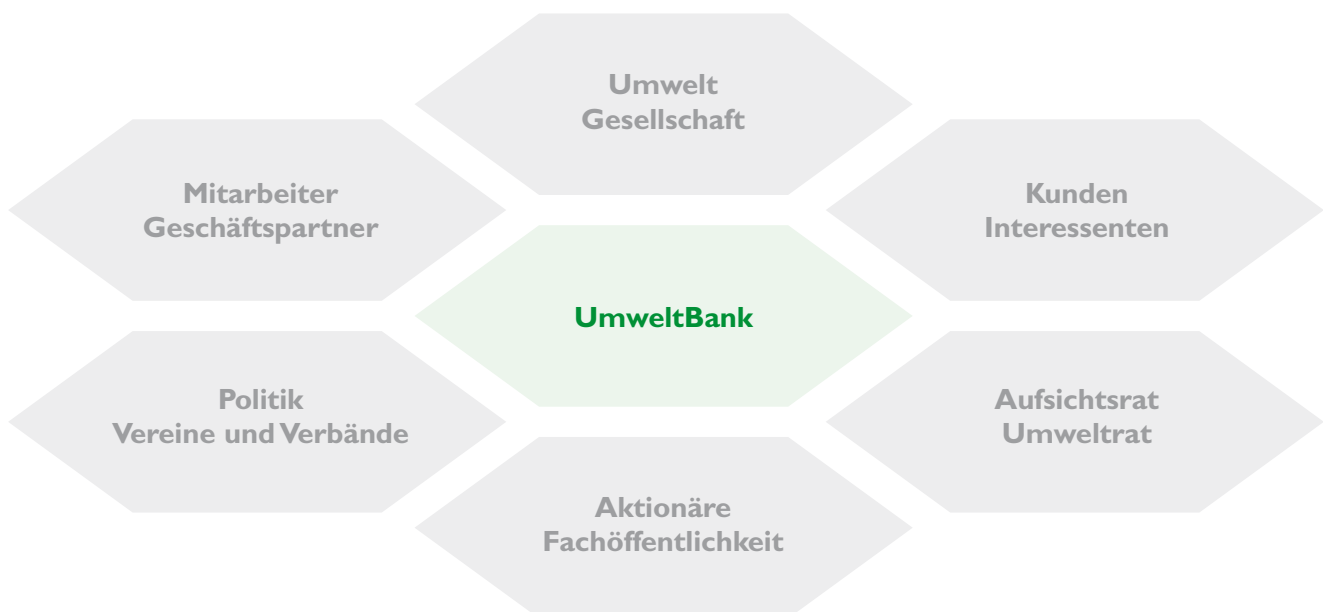 Umwelt
Gesellschaft
Mitarbeiter
Geschäftspartner
Kunden
Interessenten
UmweltBank
Politik
Vereine und Verbände
Aufsichtsrat
Umweltrat
Aktionäre
Fachöffentlichkeit